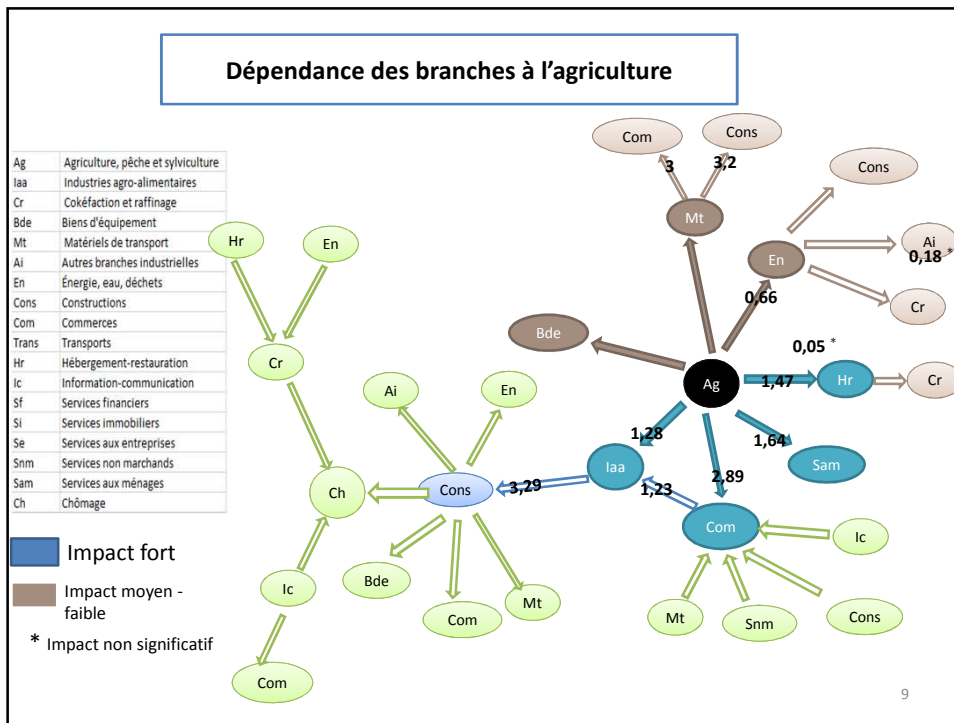 Dépendance des branches à l'agriculture
Ag Agriculture, pêche et sylviculture
Iaa Industries agro-alimentaires
Cr Cokéfaction et raffinage
Bde Biens d'équipement
Mt Matériels de transport
Ai Autres branches industrielles
En Énergie, eau, déchets
Cons Constructions
Com Commerces
Trans Transports
Hr Hébergement-restauration
Ic Information-communication
Sf Services financiers
Si Services immobiliers
Se Services aux entreprises
Snm Services non marchands
Sam Services aux ménages
Ch Chômage
Impact fort
Impact moyen -
faible
* Impact non significatif
Hr
En
Cr
Ch
Ic
Com
Ai
En
Cons
Bde
Com
Mt
3,29
Iaa
1,28
1,23
Com
Cons
3
3,2
Mt
Cons
En *
Ai
0,18 *
Cr
0,66
Bde
Ag
0,05 *
1,47
Hr
Cr
1,64
Sam
2,89
Com
Ic
Mt
Snm
Cons
9